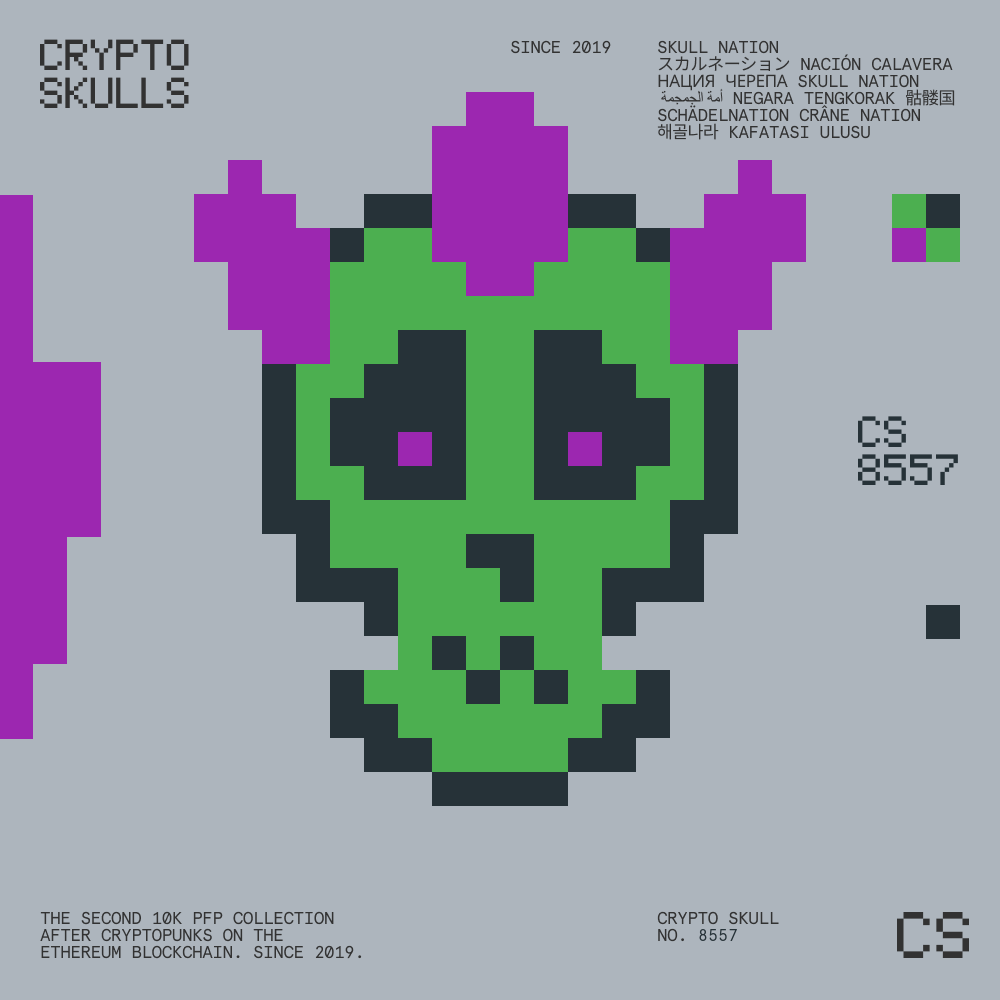 CRYPTO
SKULLS
SINCE 2019
SKULL NATION
スカルネーション NACIÓN CALAVERA
НАЦИЯ ЧЕРЕПА SKULL NATION
أمة الجمجمة NEGARA TENGKORAK 骷髅国
SCHÄDELNATION CRÂNE NATION
해골나라 KAFATASI ULUSU
CS
8557
THE SECOND 10K PFP COLLECTION
AFTER CRYPTOPUNKS ON THE
ETHEREUM BLOCKCHAIN. SINCE 2019.
CRYPTO SKULL
NO. 8557
CS